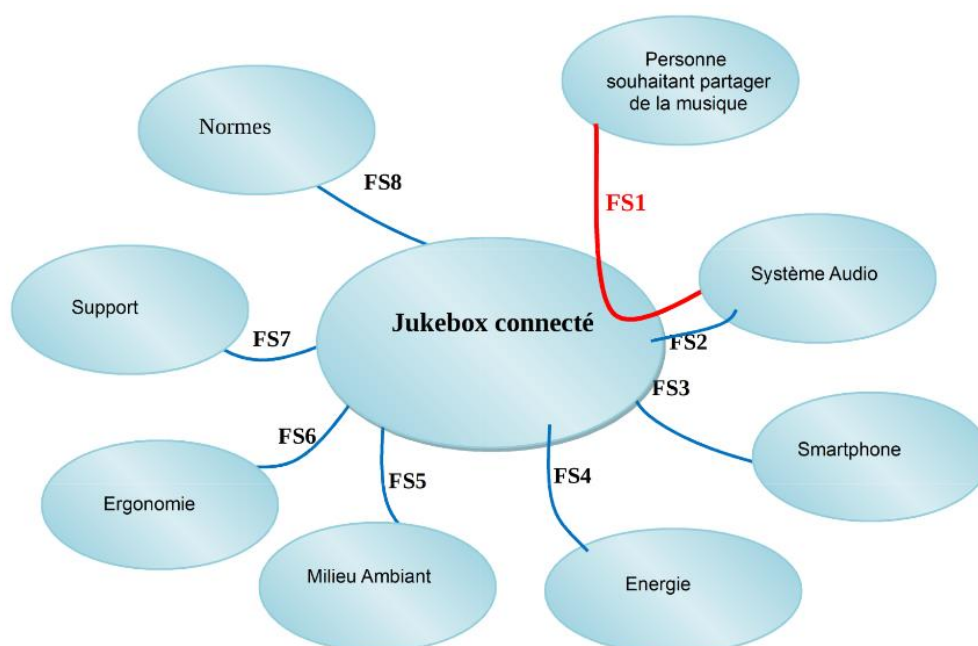 Personne
souhaitant partager
de la musique
Normes
FS8
FS1
Système Audio
Support
Jukebox connecté
FS7
FS2
FS3
FS6
Smartphone
FS5
FS4
Ergonomie
Milieu Ambiant
Energie